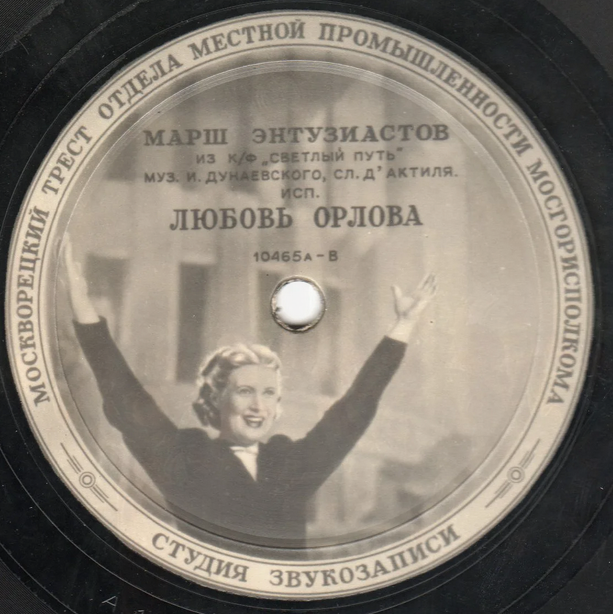 МОСКВОРЕЦКИЙ ТРЕСТ ОТДЕЛА МЕСТНОЙ ПРОМЫШЛЕННОСТИ МОСГОРИСПОЛКОМА
МАРШ ЭНТУЗИАСТОВ
ИЗ К/Ф „СВЕТЛЫЙ ПУТЬ"
МУЗ. И. ДУНАЕВСКОГО, СЛ. Д'АКТИЛЯ.
ИСП.
ЛЮБОВЬ ОРЛОВА
10465А-В
СТУДИЯ ЗВУКОЗАПИСИ